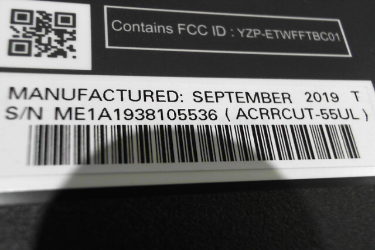 Contains FCC ID : YZP-ETWFFTBC01
MANUFACTURED: SEPTEMBER 2019 T
S/N ME1A1938105536 ( ACRRCUT-55UL )